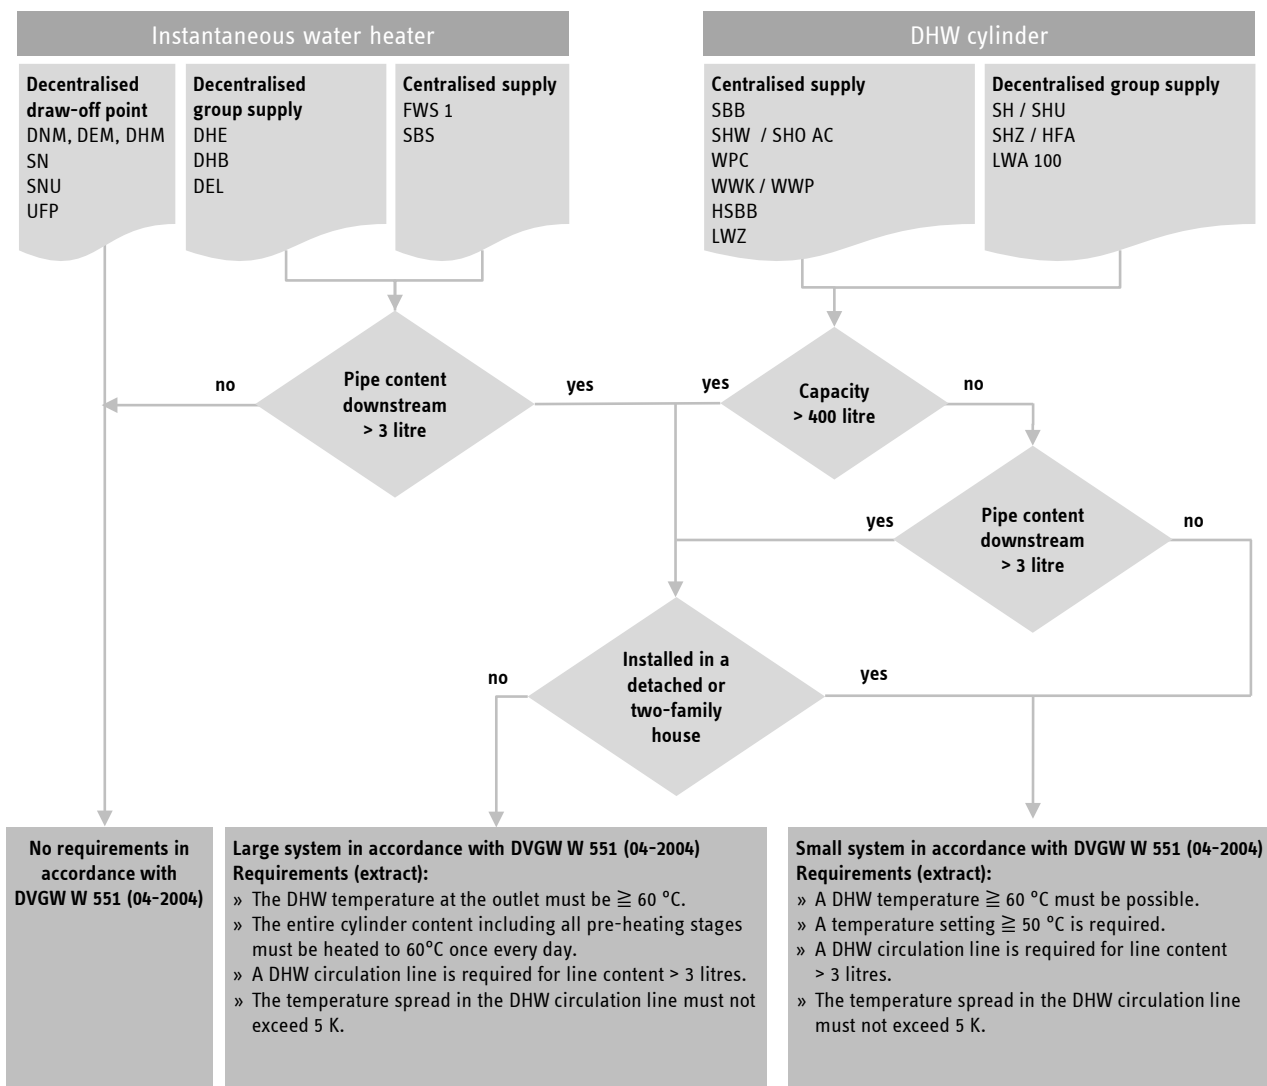 Instantaneous water heater
DHW cylinder
Decentralised
draw-off point
DNM, DEM, DHM
SN
SNU
UFP
Decentralised
group supply
DHE
DHB
DEL
Centralised supply
FWS 1
SBS
Centralised supply
SBB
SHW / SHO AC
WPC
WWK / WWP
HSBB
LWZ
Decentralised group supply
SH / SHU
SHZ / HFA
LWA 100
no
Pipe content
downstream
> 3 litre
yes
yes
Capacity
> 400 litre
no
yes
Pipe content
downstream
> 3 litre
no
no
Installed in a
detached or
two-family
house
yes
No requirements in
accordance with
DVGW W 551 (04-2004)
Large system in accordance with DVGW W 551 (04-2004)
Requirements (extract):
» The DHW temperature at the outlet must be ≧ 60 °C.
» The entire cylinder content including all pre-heating stages
must be heated to 60°C once every day.
» A DHW circulation line is required for line content > 3 litres.
» The temperature spread in the DHW circulation line must not
exceed 5 K.
Small system in accordance with DVGW W 551 (04-2004)
Requirements (extract):
» A DHW temperature ≧ 60 °C must be possible.
» A temperature setting ≧ 50 °C is required.
» A DHW circulation line is required for line content
> 3 litres.
» The temperature spread in the DHW circulation line
must not exceed 5 K.